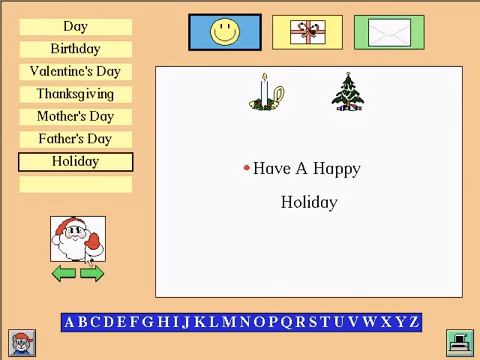 Day
Birthday
Valentine's Day
Thanksgiving
Mother's Day
Father's Day
Holiday
Have A Happy
Holiday
A B C D E F G H I J K L M N O P Q R S T U V W X Y Z